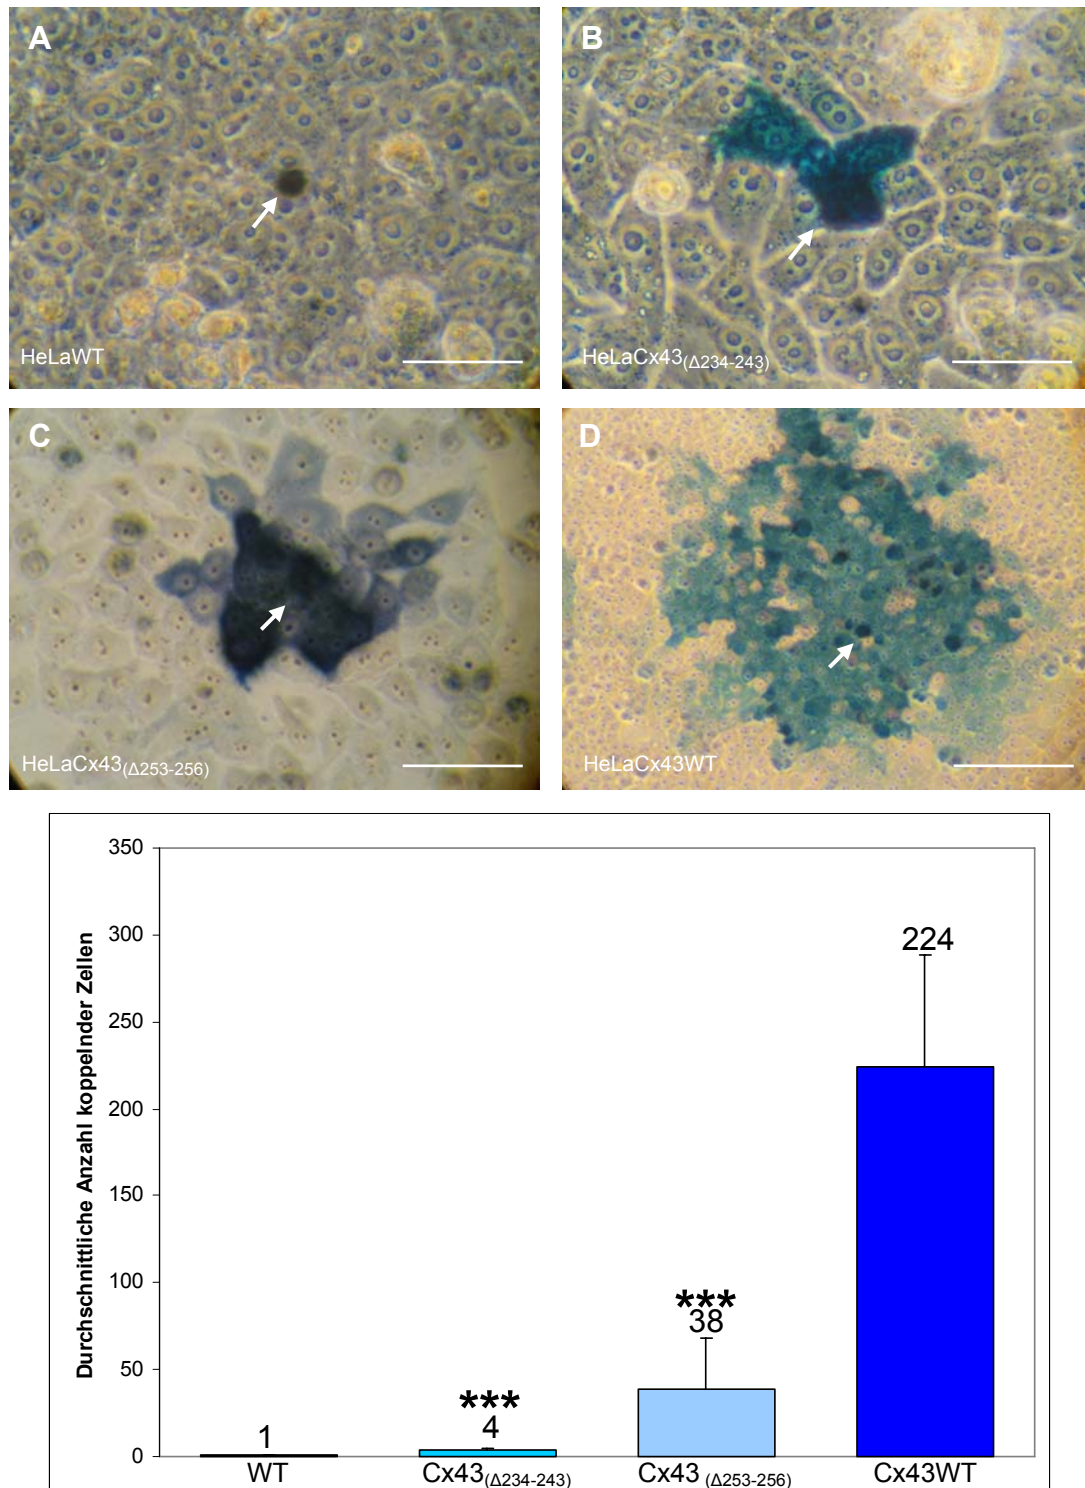 A
HeLaWT
B
HeLaCx43(Δ234-243)
C
HeLaCx43(Δ253-256)
D
HeLaCx43WT
Durchschnittliche Anzahl koppelnder Zellen
350
300
250
200
150
100
50
0
1
***
4
***
38
224
WT
Cx43(Δ234-243)
Cx43 (Δ253-256)
Cx43WT